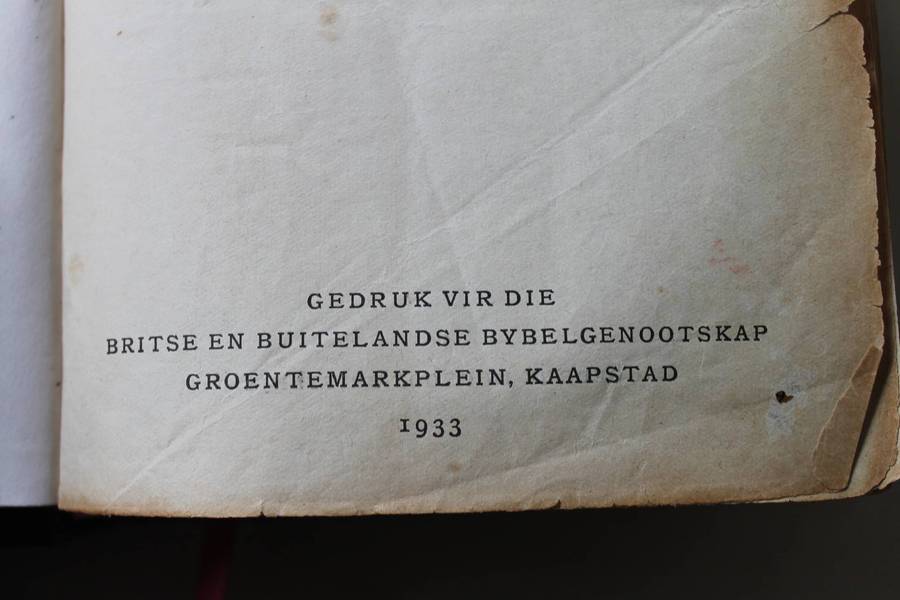 GEDRUK VIR DIE
BRITSE EN BUITELANDSE BYBELGENOOTSKAP
GROENTEMARKPLEIN, KAAPSTAD
1933